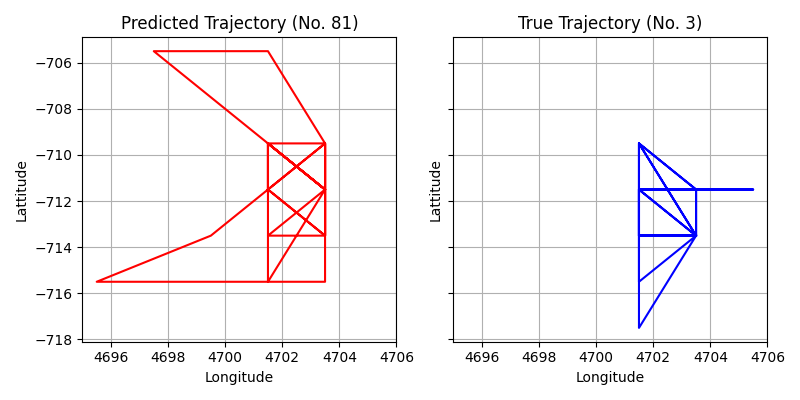 Predicted Trajectory (No. 81)
−706
−708
−710
−712
−714
−716
−718
Lattitude
4696 4698 4700 4702 4704 4706
Longitude
True Trajectory (No. 3)
Lattitude
4696 4698 4700 4702 4704 4706
Longitude